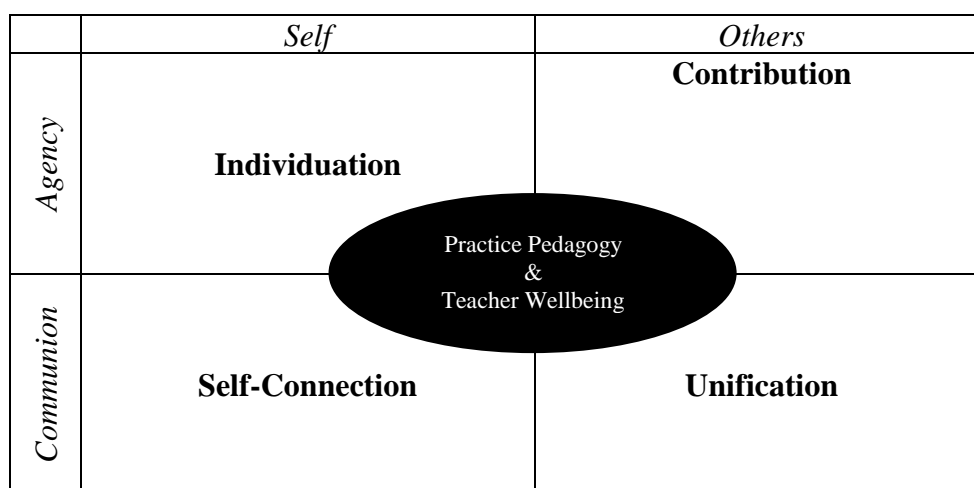 Self
Others
Agency
Individuation
Contribution
Practice Pedagogy
&
Teacher Wellbeing
Communion
Self-Connection
Unification